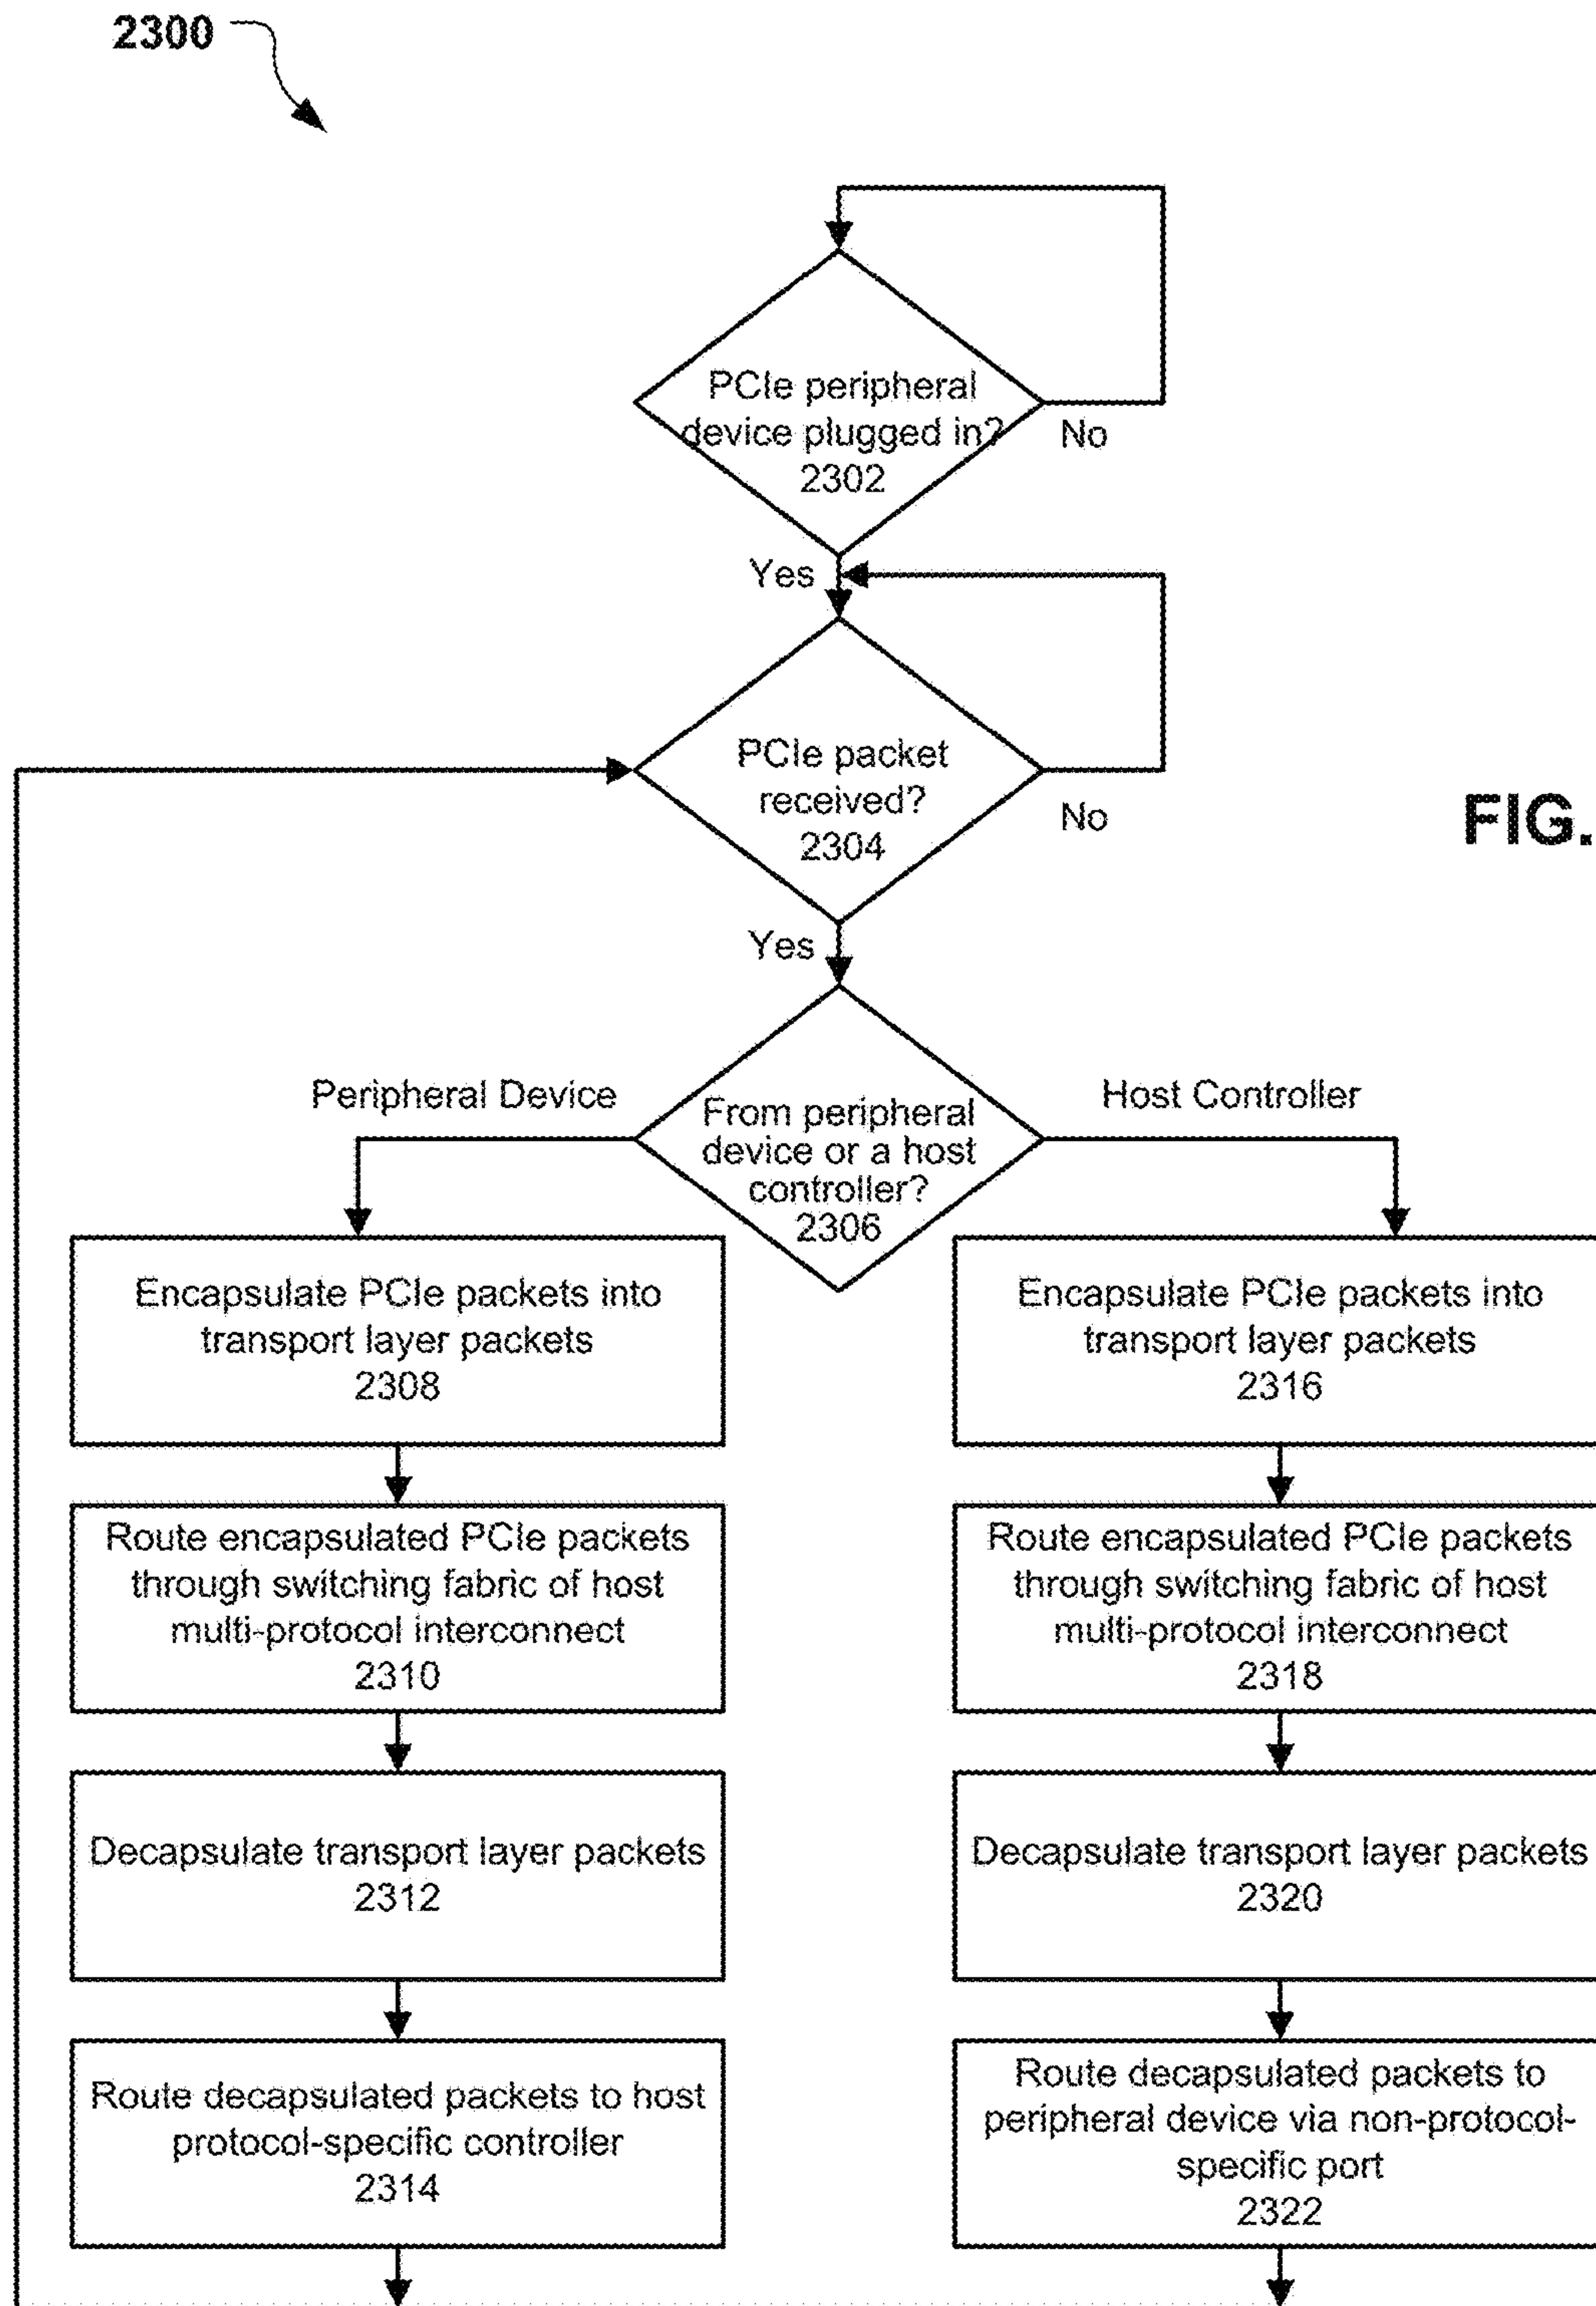 2300
PCIe peripheral
device plugged in?
2302
No
Yes
PCIe packet
received?
2304
No
FIG.
Yes
Peripheral Device
Host Controller
From peripheral
device or a host
controller?
2306
Encapsulate PCIe packets into
transport layer packets
2308
Encapsulate PCIe packets into
transport layer packets
2316
Route encapsulated PCIe packets
through switching fabric of host
multi-protocol interconnect
2310
Route encapsulated PCIe packets
through switching fabric of host
multi-protocol interconnect
2318
Decapsulate transport layer packets
2312
Decapsulate transport layer packets
2320
Route decapsulated packets to host
protocol-specific controller
2314
Route decapsulated packets to
peripheral device via non-protocol-
specific port
2322